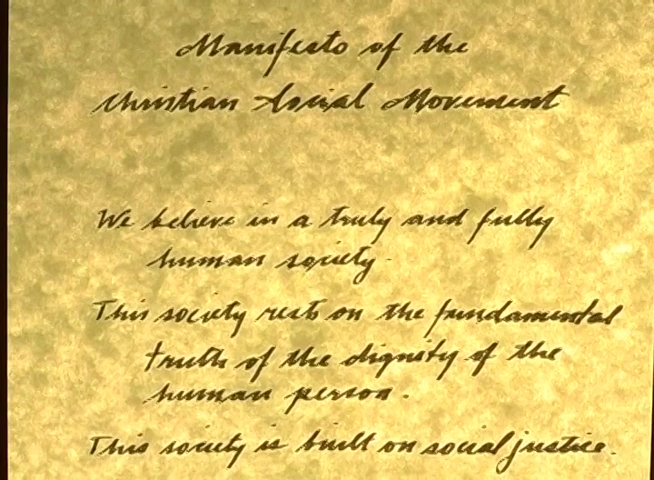 Manifesto of the
Christian Social Movement
We believe in a truly and fully
human society.
This society rests on the fundamental
truth of the dignity of the
human person.
This society is built on social justice.